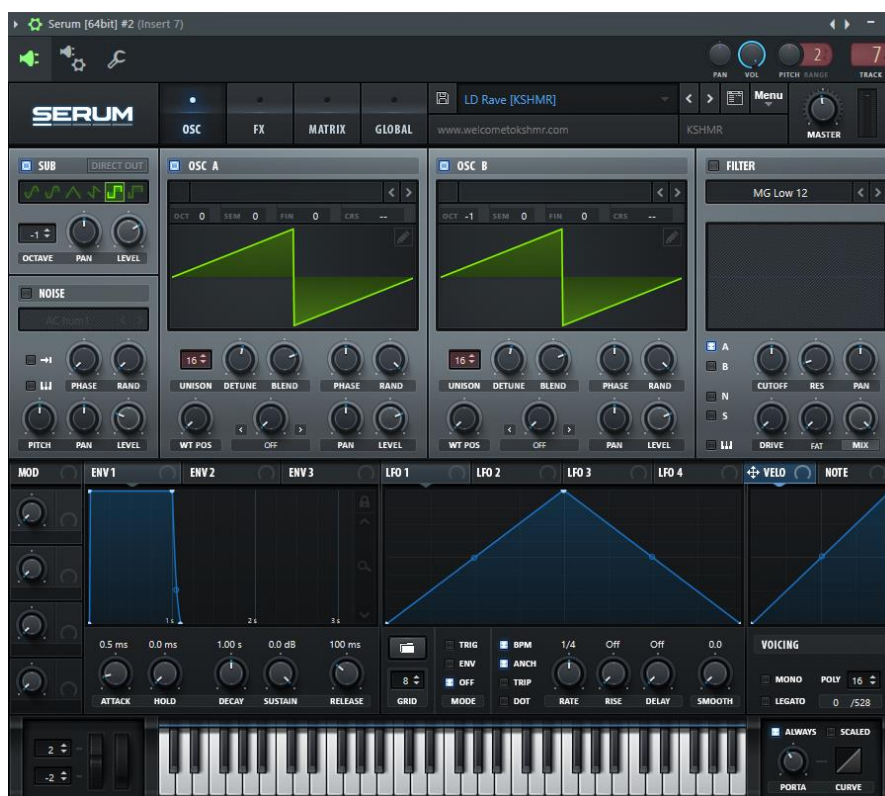 Serum [64bit] #2 (Insert 7)
PAN VOL PITCH RANGE 2 7 TRACK
SERUM
OSC FX MATRIX GLOBAL
LD Rave [KSHMR]
Menu
www.welcometokshmr.com KSHMR
MASTER
SUB DIRECT OUT
-1
OCTAVE PAN LEVEL
NOISE
AC hum1
PHASE RAND
PITCH PAN LEVEL
OSC A
OCT 0 SEM 0 FIN 0 CRS --
16
UNISON DETUNE BLEND PHASE RAND
WT POS OFF PAN LEVEL
OSC B
OCT -1 SEM 0 FIN 0 CRS --
16
UNISON DETUNE BLEND PHASE RAND
WT POS OFF PAN LEVEL
FILTER
MG Low 12
A
B
N
S
CUTOFF RES PAN
DRIVE FAT MIX
MOD ENV 1 ENV 2 ENV 3 LFO 1 LFO 2 LFO 3 LFO 4 VELO NOTE
1 s 2 s 3 s
0.5 ms 0.0 ms 1.00 s 0.0 dB 100 ms
ATTACK HOLD DECAY SUSTAIN RELEASE
8
GRID
TRIG
ENV
OFF
MODE
BPM
ANCH
TRIP
DOT
1/4 Off Off 0.0
RATE RISE DELAY SMOOTH
VOICING
MONO POLY 16
LEGATO 0 /528
ALWAYS SCALED
PORTA CURVE
2
-2